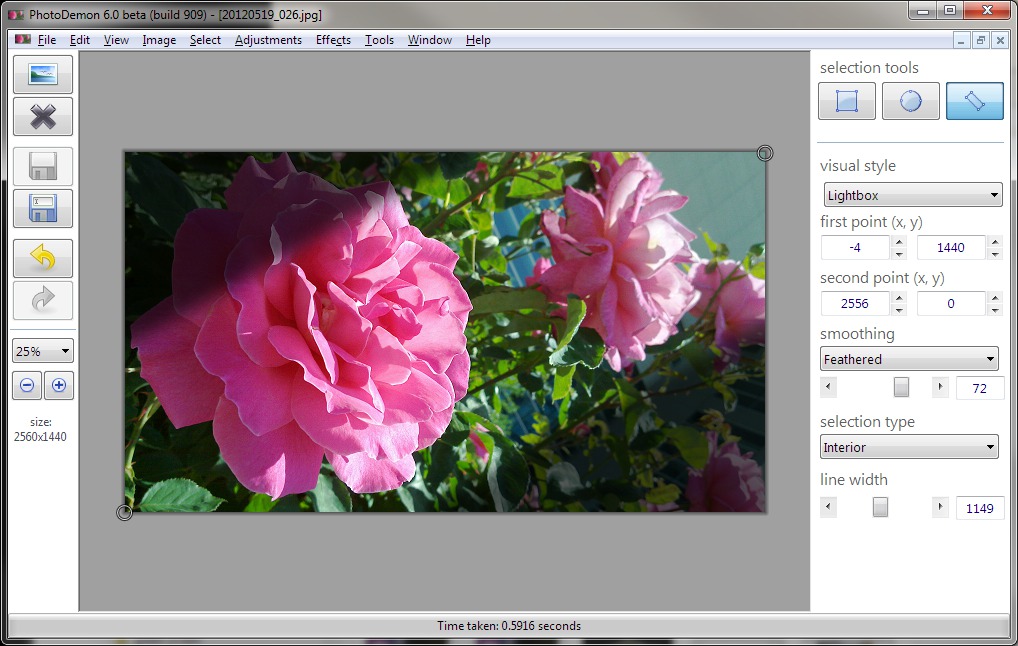 PhotoDemon 6.0 beta (build 909) - [20120519_026.jpg]
File Edit View Image Select Adjustments Effects Tools Window Help
selection tools
visual style
Lightbox
first point (x, y)
-4 1440
second point (x, y)
2556 0
smoothing
Feathered
72
selection type
Interior
line width
1149
25%
size:
2560x1440
Time taken: 0.5916 seconds